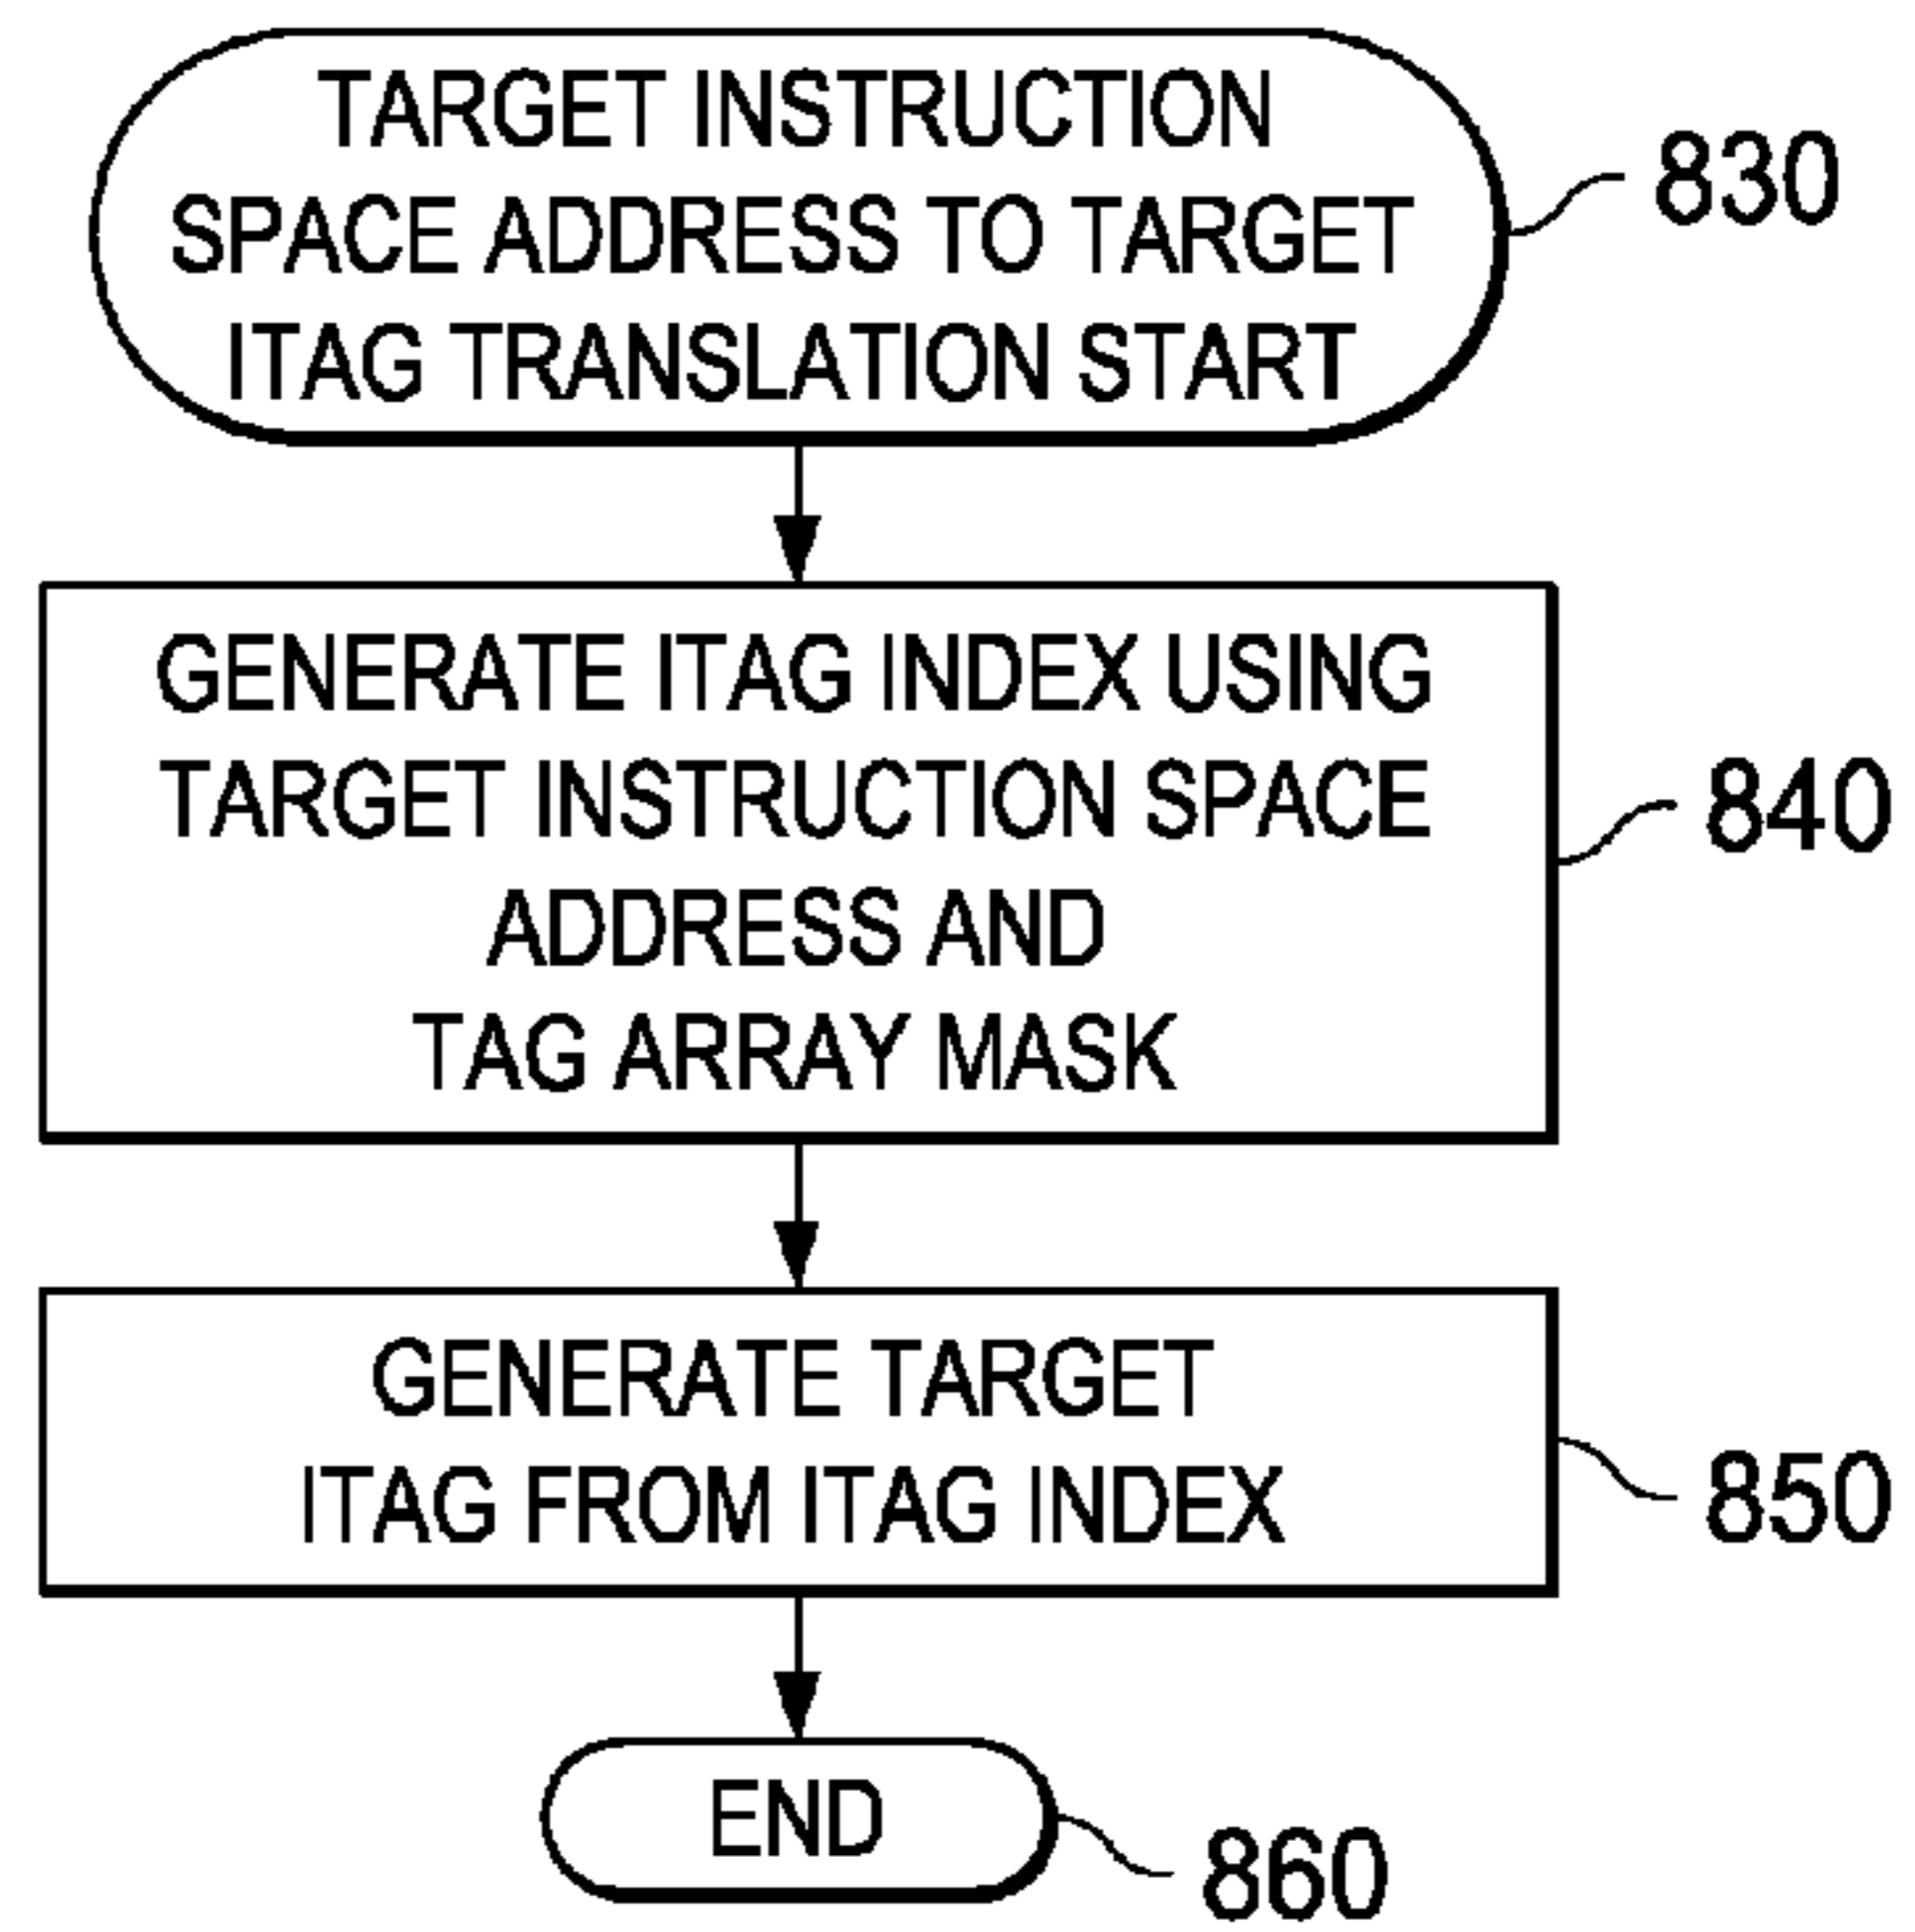 TARGET INSTRUCTION
SPACE ADDRESS TO TARGET
ITAG TRANSLATION START
830
GENERATE ITAG INDEX USING
TARGET INSTRUCTION SPACE
ADDRESS AND
TAG ARRAY MASK
840
GENERATE TARGET
ITAG FROM ITAG INDEX
850
END
860